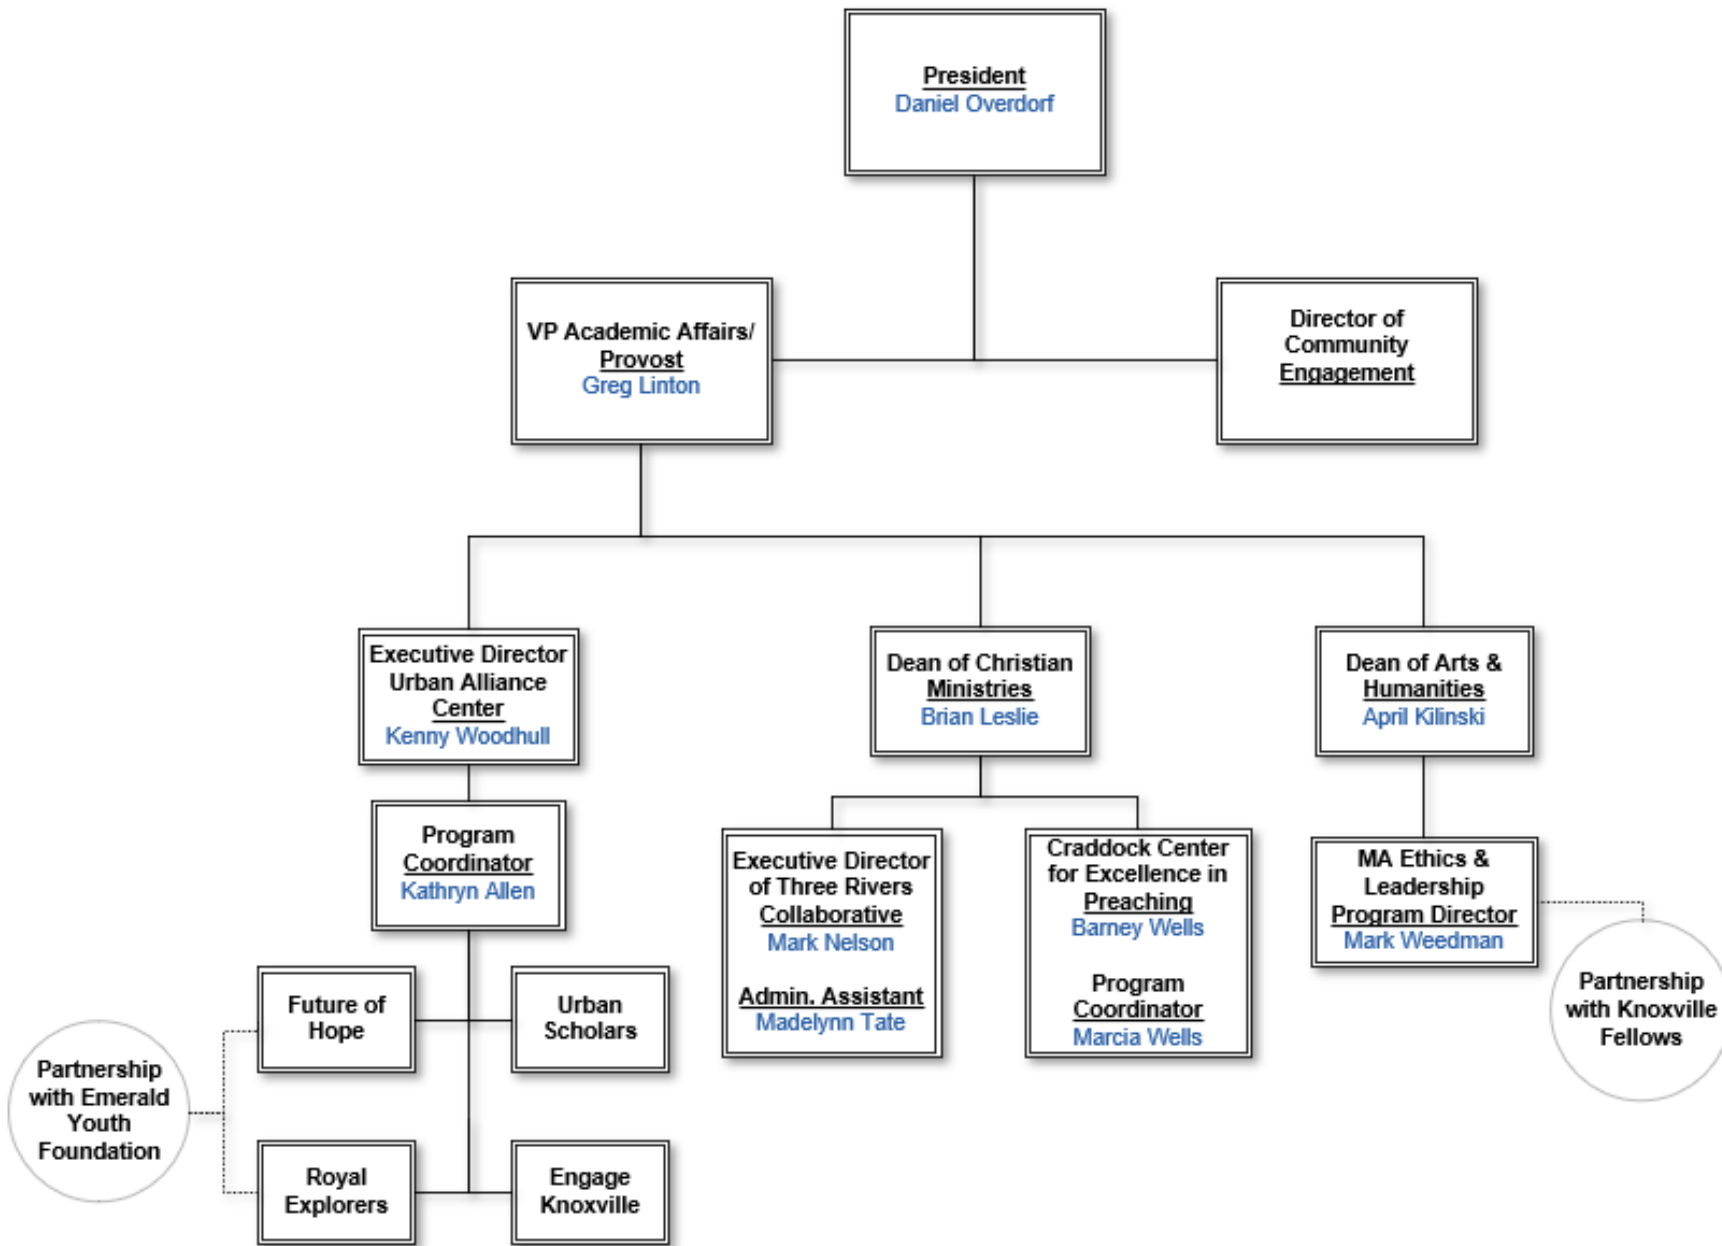 President
Daniel Overdorf
VP Academic Affairs/
Provost
Greg Linton
Director of
Community
Engagement
Executive Director
Urban Alliance
Center
Kenny Woodhull
Dean of Christian
Ministries
Brian Leslie
Dean of Arts &
Humanities
April Kilinski
Program
Coordinator
Kathryn Allen
Executive Director
of Three Rivers
Collaborative
Mark Nelson
Admin. Assistant
Madelynn Tate
Craddock Center
for Excellence in
Preaching
Barney Wells
Program
Coordinator
Marcia Wells
MA Ethics &
Leadership
Program Director
Mark Weedman
Partnership
with Knoxville
Fellows
Future of
Hope
Urban
Scholars
Partnership
with Emerald
Youth
Foundation
Royal
Explorers
Engage
Knoxville